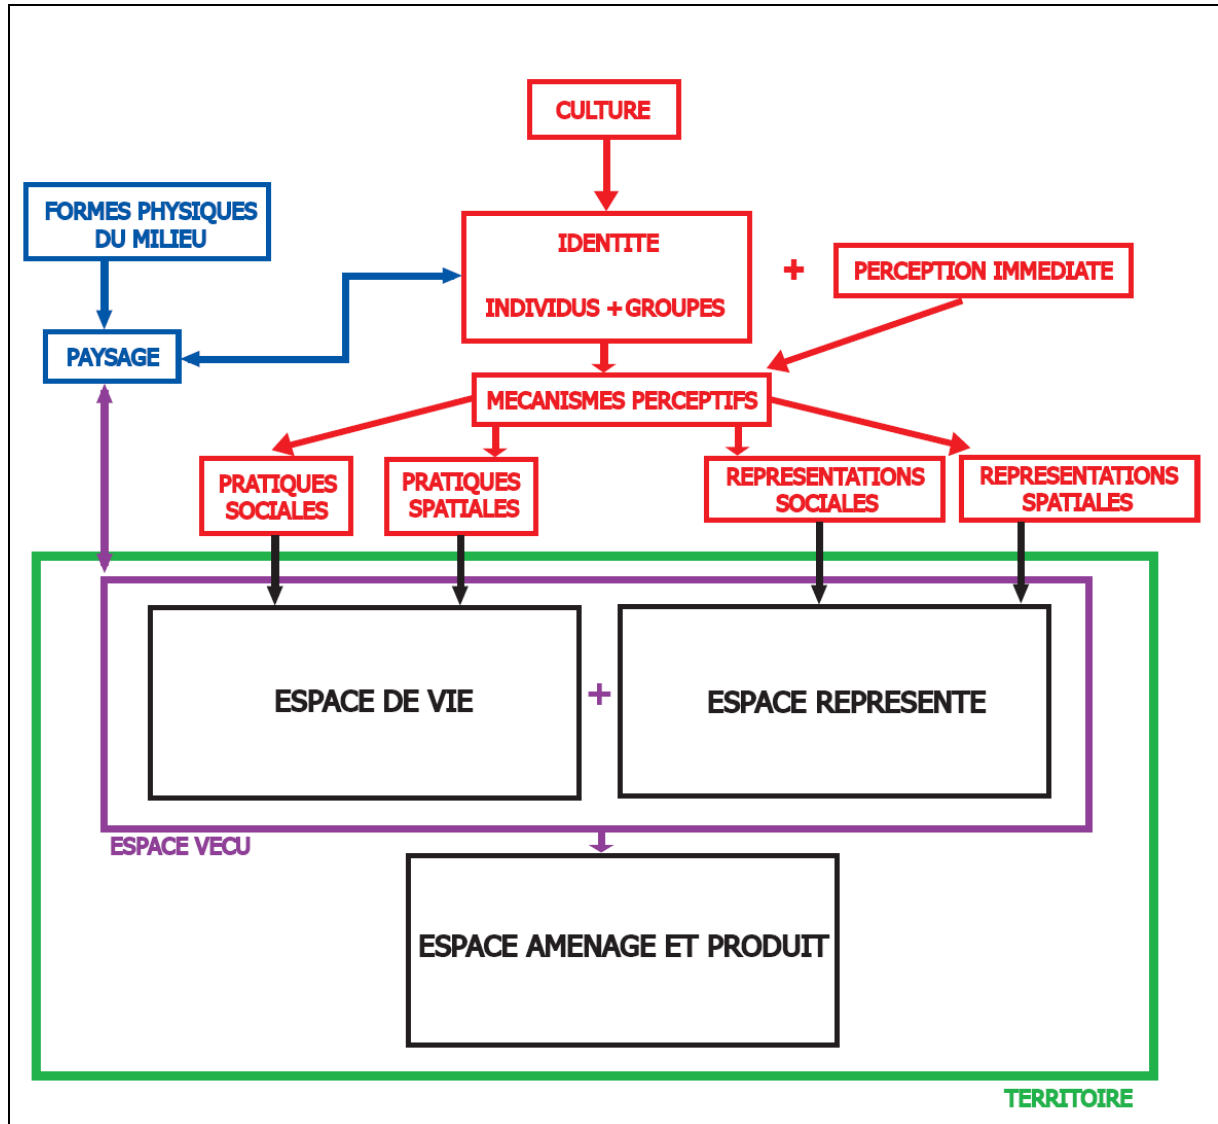 CULTURE
FORMES PHYSIQUES
DU MILIEU
IDENTITE
INDIVIDUS + GROUPES
+
PERCEPTION IMMEDIATE
PAYSAGE
MECANISMES PERCEPTIFS
PRATIQUES
SOCIALES
PRATIQUES
SPATIALES
REPRESENTATIONS
SOCIALES
REPRESENTATIONS
SPATIALES
ESPACE DE VIE
+
ESPACE REPRESENTE
ESPACE VECU
ESPACE AMENAGE ET PRODUIT
TERRITOIRE